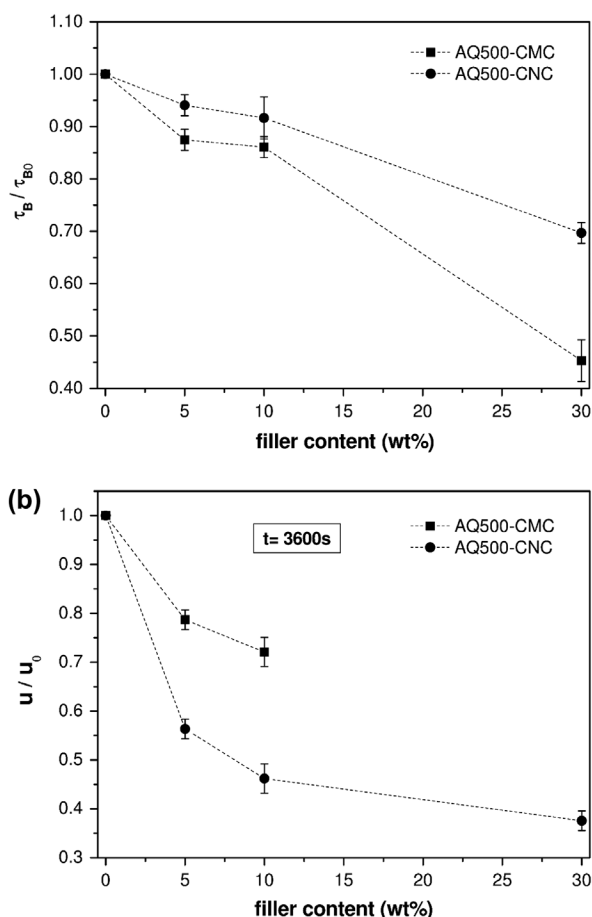 1.10
1.00
0.90
0.80
0.70
0.60
0.50
0.40
τB / τB0
AQ500-CMC
AQ500-CNC
0 5 10 15 20 25 30
filler content (wt%)
(b)
1.0
0.9
0.8
0.7
0.6
0.5
0.4
0.3
u / u0
t= 3600s
AQ500-CMC
AQ500-CNC
0 5 10 15 20 25 30
filler content (wt%)